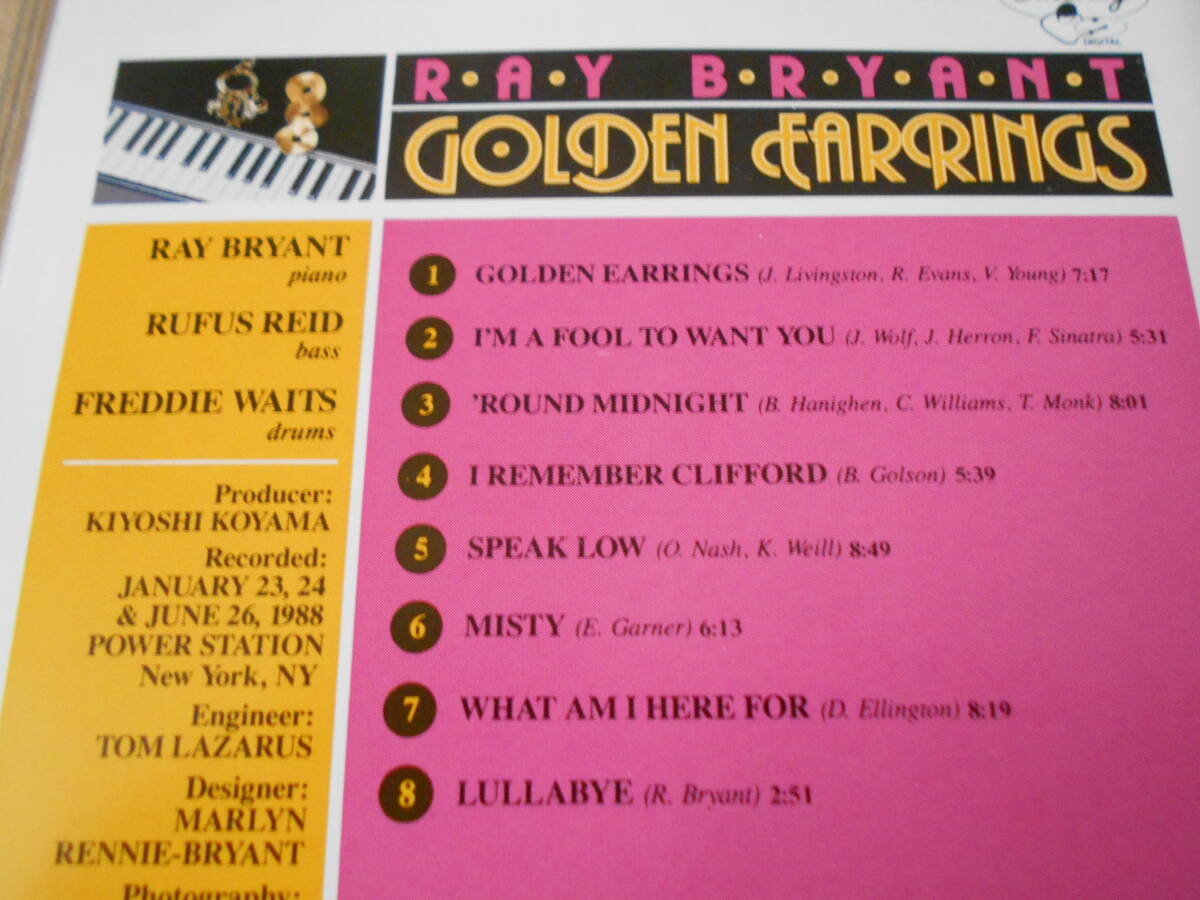 DIGITAL
R·A·Y B·R·Y·A·N·T
GOLDEN EARRINGS
RAY BRYANT
piano
RUFUS REID
bass
FREDDIE WAITS
drums
Producer:
KIYOSHI KOYAMA
Recorded:
JANUARY 23, 24
& JUNE 26, 1988
POWER STATION
New York, NY
Engineer:
TOM LAZARUS
Designer:
MARLYN
RENNIE-BRYANT
Photography:
1 GOLDEN EARRINGS (J. Livingston, R. Evans, V. Young) 7:17
2 I'M A FOOL TO WANT YOU (J. Wolf, J. Herron, F. Sinatra) 5:31
3 'ROUND MIDNIGHT (B. Hanighen, C. Williams, T. Monk) 8:01
4 I REMEMBER CLIFFORD (B. Golson) 5:39
5 SPEAK LOW (O. Nash, K. Weill) 8:49
6 MISTY (E. Garner) 6:13
7 WHAT AM I HERE FOR (D. Ellington) 8:19
8 LULLABYE (R. Bryant) 2:51